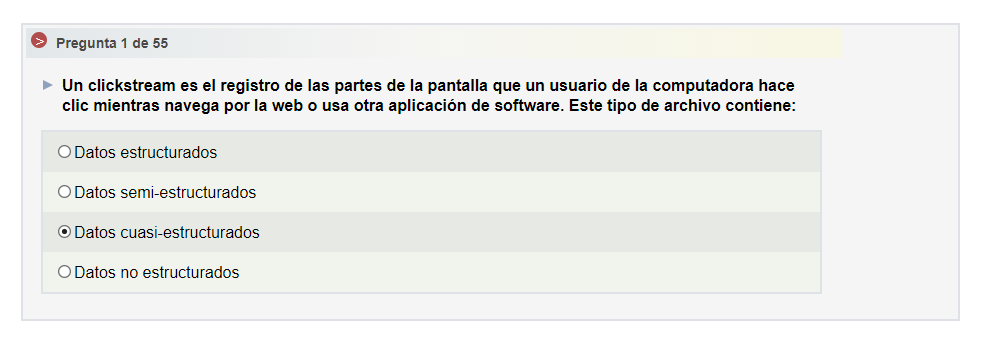 Pregunta 1 de 55
Un clickstream es el registro de las partes de la pantalla que un usuario de la computadora hace
clic mientras navega por la web o usa otra aplicación de software. Este tipo de archivo contiene:
Datos estructurados
Datos semi-estructurados
Datos cuasi-estructurados
Datos no estructurados